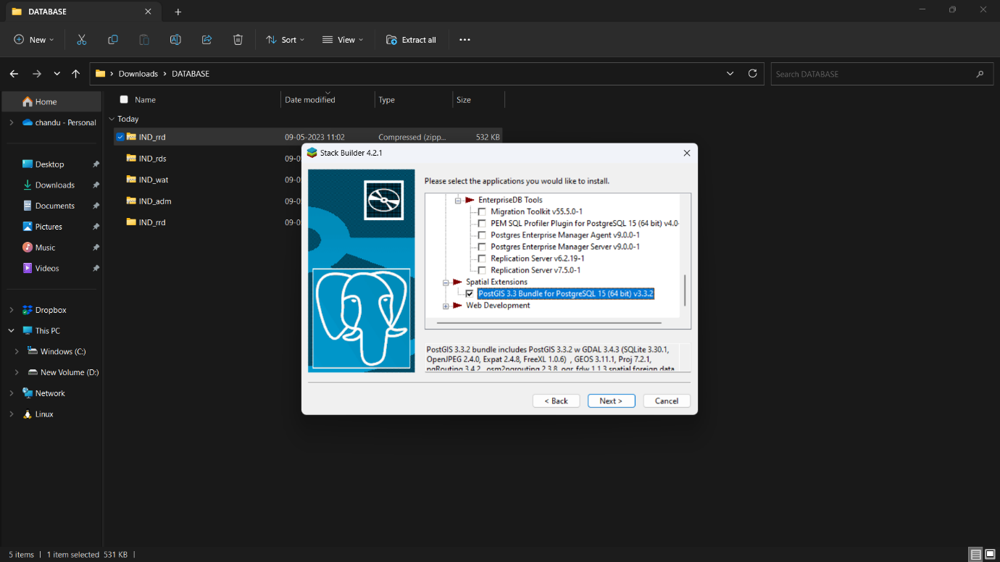 DATABASE
New
Sort
View
Extract all
Downloads > DATABASE
Search DATABASE
Home
chandu - Personal
Desktop
Downloads
Documents
Pictures
Music
Videos
Dropbox
This PC
Windows (C:)
New Volume (D:)
Network
Linux
Name Date modified Type Size
Today
IND_rrd 09-05-2023 11:02 Compressed (zipp... 532 KB
IND_rds 09-0
IND_wat 09-0
IND_adm 09-0
IND_rrd 09-0
Stack Builder 4.2.1
Please select the applications you would like to install.
EnterpriseDB Tools
Migration Toolkit v55.5.0-1
PEM SQL Profiler Plugin for PostgreSQL 15 (64 bit) v4.0-
Postgres Enterprise Manager Agent v9.0.0-1
Postgres Enterprise Manager Server v9.0.0-1
Replication Server v6.2.19-1
Replication Server v7.5.0-1
Spatial Extensions
PostGIS 3.3 Bundle for PostgreSQL 15 (64 bit) v3.3.2
Web Development
PostGIS 3.3.2 bundle includes PostGIS 3.3.2 w GDAL 3.4.3 (SQLite 3.30.1,
OpenJPEG 2.4.0, Expat 2.4.8, FreeXL 1.0.6) , GEOS 3.11.1, Proj 7.2.1,
pgRouting 3.4.2, osm2pgrouting 2.3.8, ogr_fdw 1.1.3 spatial foreign data
< Back
Next >
Cancel
5 items | 1 item selected 531 KB |